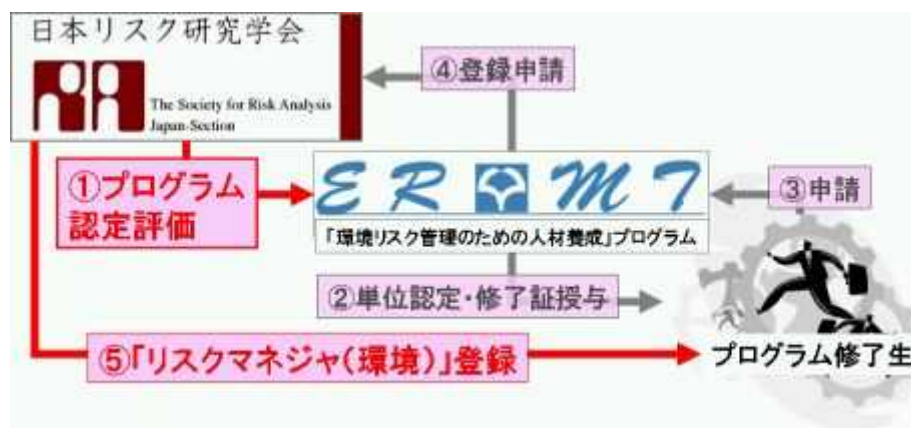 日本リスク研究学会
The Society for Risk Analysis
Japan-Section
④登録申請
①プログラム
認定評価
ERMT
「環境リスク管理のための人材養成」プログラム
③申請
②単位認定・修了証授与
⑤「リスクマネジャ(環境)」登録
プログラム修了生